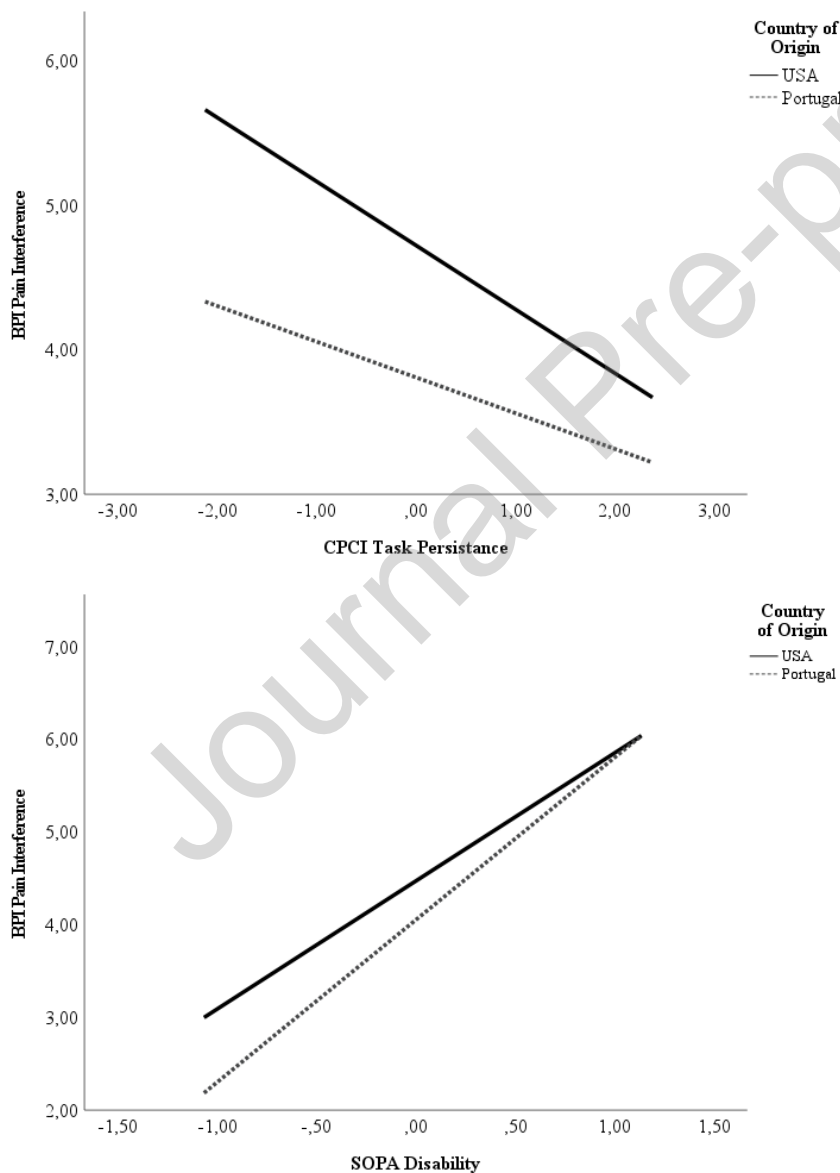 Country of
Origin
USA
Portugal
6,00
5,00
4,00
3,00
BPI Pain Interference
-3,00 -2,00 -1,00 ,00 1,00 2,00 3,00
CPCI Task Persistance
Country
of Origin
USA
Portugal
7,00
6,00
5,00
4,00
3,00
2,00
BPI Pain Interference
-1,50 -1,00 -,50 ,00 ,50 1,00 1,50
SOPA Disability
Journal Pre-pr